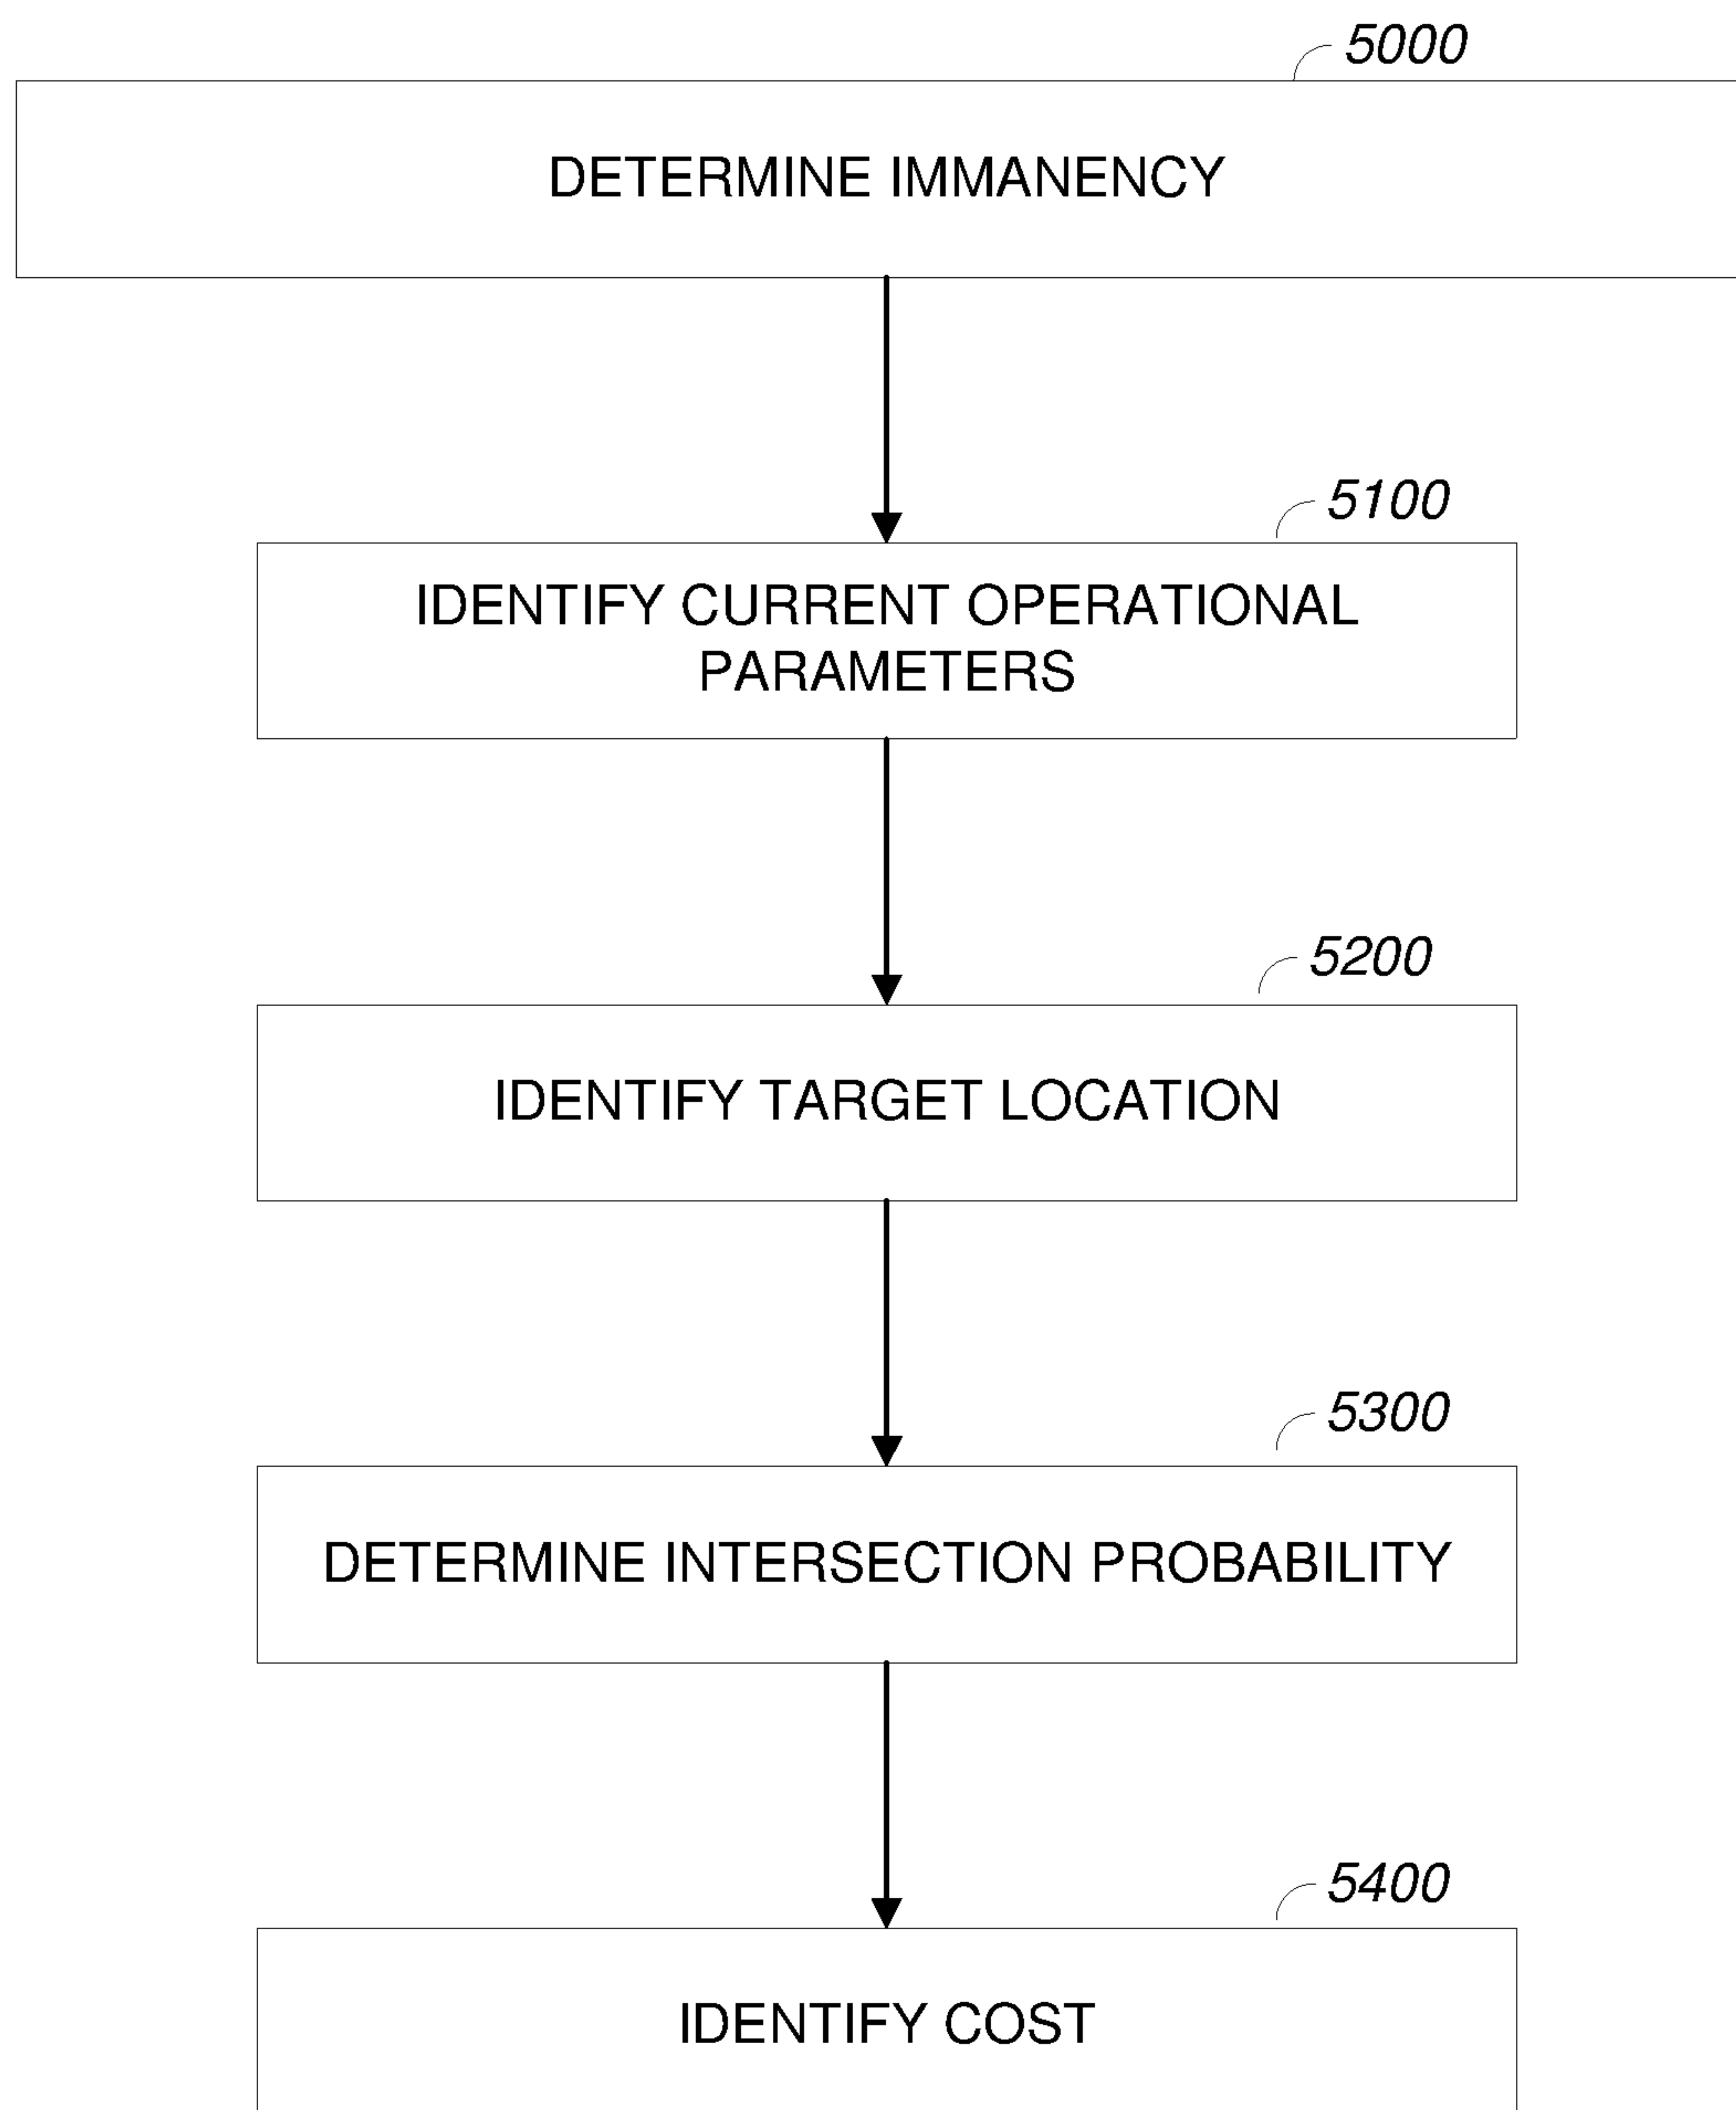 5000
DETERMINE IMMANENCY
5100
IDENTIFY CURRENT OPERATIONAL
PARAMETERS
5200
IDENTIFY TARGET LOCATION
5300
DETERMINE INTERSECTION PROBABILITY
5400
IDENTIFY COST